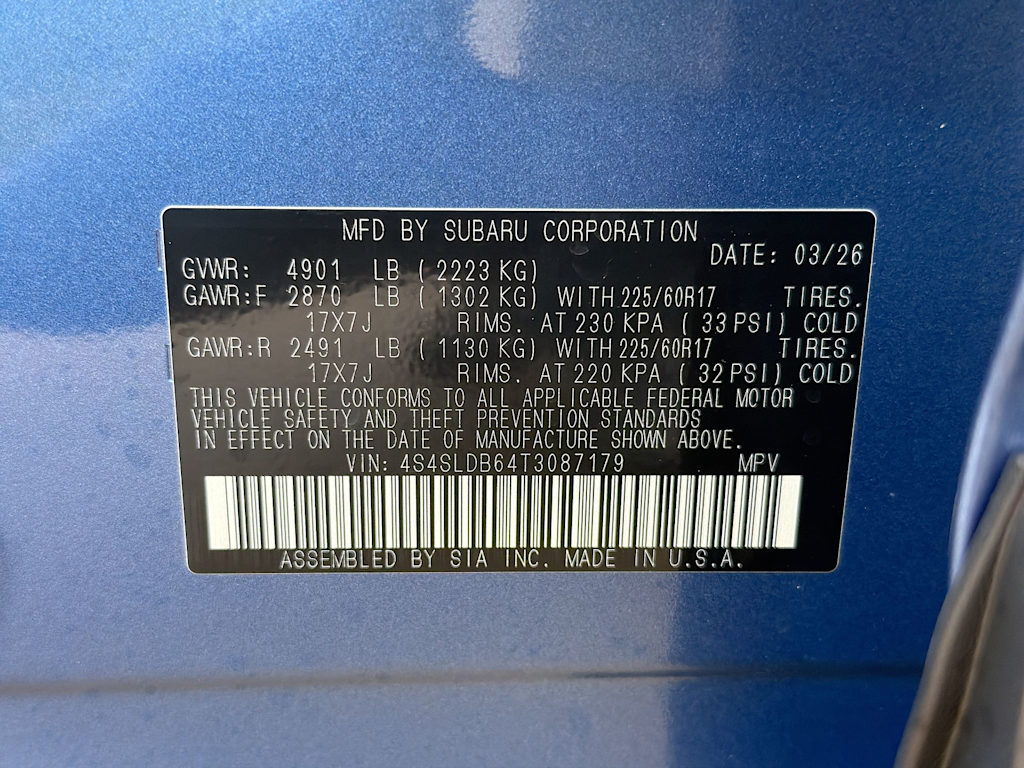 MFD BY SUBARU CORPORATION
DATE: 03/26
GVWR: 4901 LB (2223 KG)
GAWR:F 2870 LB (1302 KG) WITH 225/60R17 TIRES.
17X7J RIMS. AT 230 KPA (33 PSI) COLD
GAWR:R 2491 LB (1130 KG) WITH 225/60R17 TIRES.
17X7J RIMS. AT 220 KPA (32 PSI) COLD
THIS VEHICLE CONFORMS TO ALL APPLICABLE FEDERAL MOTOR
VEHICLE SAFETY AND THEFT PREVENTION STANDARDS
IN EFFECT ON THE DATE OF MANUFACTURE SHOWN ABOVE.
VIN: 4S4SLDB64T3087179 MPV
ASSEMBLED BY SIA INC. MADE IN U.S.A.